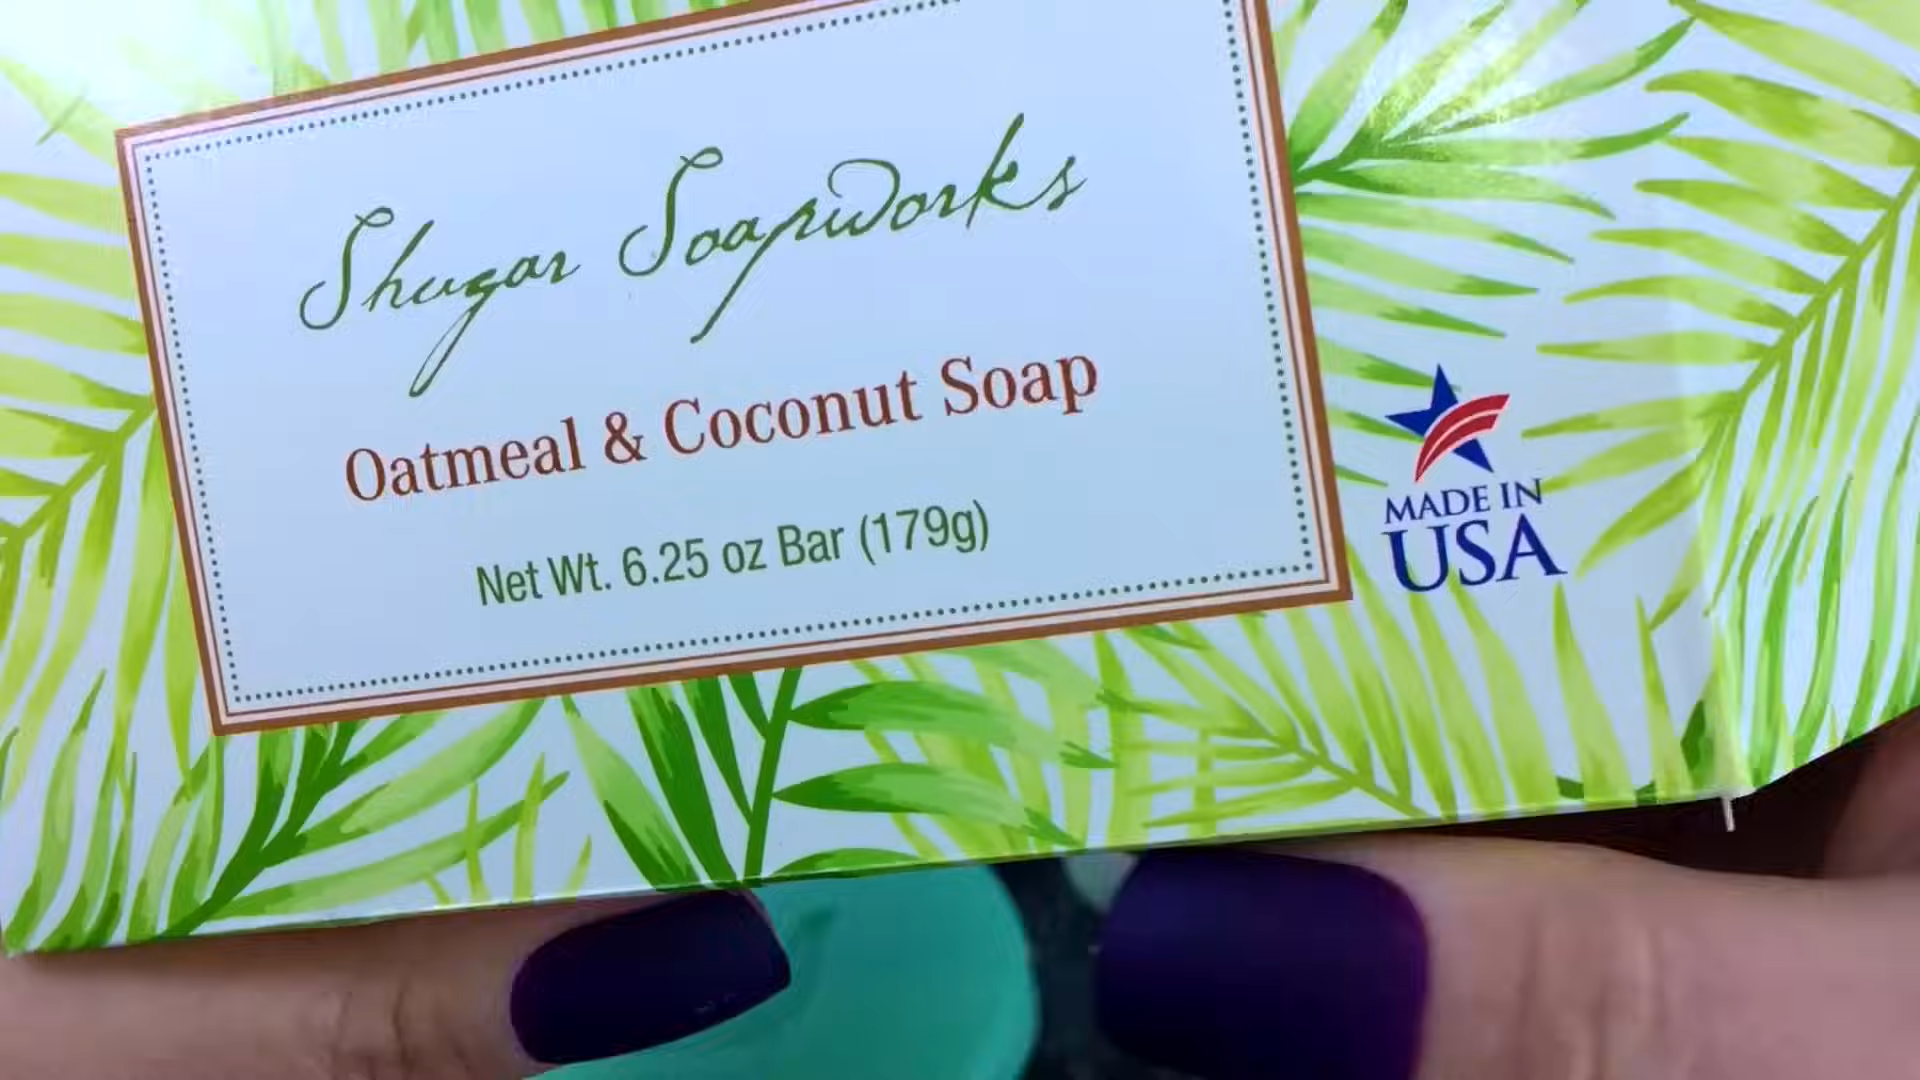 Shugar Soapworks
Oatmeal & Coconut Soap
Net Wt. 6.25 oz Bar (179g)
MADE IN
USA